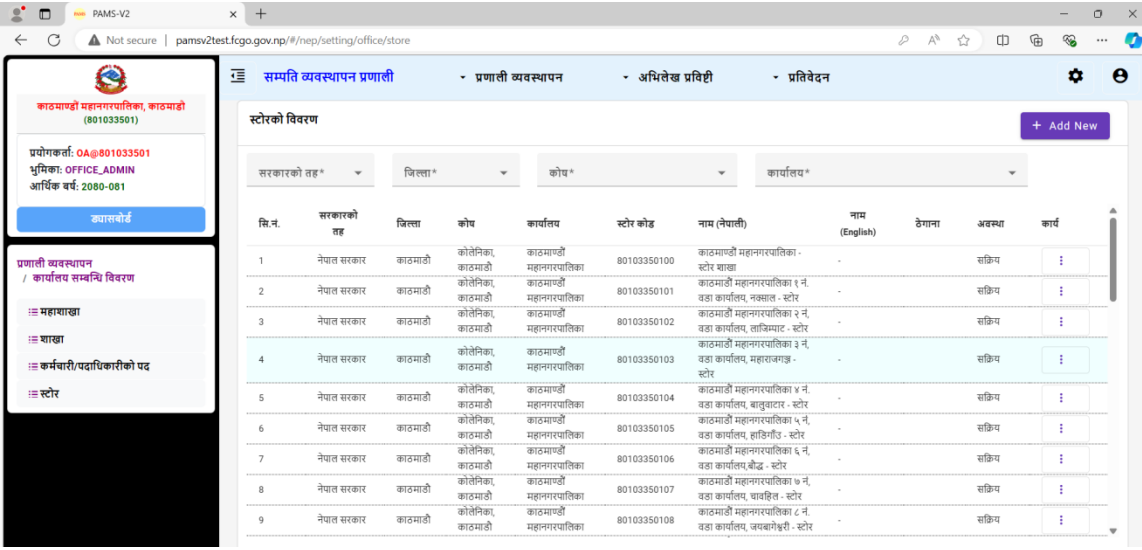 PAMS-V2
Not secure | pamsv2test.fcgo.gov.np/#/nep/setting/office/store
काठमाण्डौं महानगरपालिका, काठमाडौ
(801033501)
प्रयोगकर्ता: OA@801033501
भुमिका: OFFICE_ADMIN
आर्थिक वर्ष: 2080-081
ड्यासबोर्ड
प्रणाली व्यवस्थापन
/ कार्यालय सम्बन्धि विवरण
महाशाखा
शाखा
कर्मचारी/पदाधिकारीको पद
स्टोर
सम्पति व्यवस्थापन प्रणाली प्रणाली व्यवस्थापन अभिलेख प्रविष्टी प्रतिवेदन
स्टोरको विवरण
+ Add New
सरकारको तह* जिल्ला* कोष* कार्यालय*
सि.नं. सरकारको तह जिल्ला कोष कार्यालय स्टोर कोड नाम (नेपाली) नाम (English) ठेगाना अवस्था कार्य
1 नेपाल सरकार काठमाडौ कोलेनिका, काठमाडौ काठमाण्डौं महानगरपालिका 80103350100 काठमाण्डौं महानगरपालिका - स्टोर शाखा - सक्रिय
2 नेपाल सरकार काठमाडौ कोलेनिका, काठमाडौ काठमाण्डौं महानगरपालिका 80103350101 काठमाडौं महानगरपालिका १ नं. वडा कार्यालय, नक्साल - स्टोर - सक्रिय
3 नेपाल सरकार काठमाडौ कोलेनिका, काठमाडौ काठमाण्डौं महानगरपालिका 80103350102 काठमाडौं महानगरपालिका २ नं, वडा कार्यालय, लाजिम्पाट - स्टोर - सक्रिय
4 नेपाल सरकार काठमाडौ कोलेनिका, काठमाडौ काठमाण्डौं महानगरपालिका 80103350103 काठमाडौं महानगरपालिका ३ नं, वडा कार्यालय, महाराजगञ्ज - स्टोर - सक्रिय
5 नेपाल सरकार काठमाडौ कोलेनिका, काठमाडौ काठमाण्डौं महानगरपालिका 80103350104 काठमाडौं महानगरपालिका ४ नं. वडा कार्यालय, बालुवाटार - स्टोर - सक्रिय
6 नेपाल सरकार काठमाडौ कोलेनिका, काठमाडौ काठमाण्डौं महानगरपालिका 80103350105 काठमाडौं महानगरपालिका ५ नं, वडा कार्यालय, हाडिगाँउ - स्टोर - सक्रिय
7 नेपाल सरकार काठमाडौ कोलेनिका, काठमाडौ काठमाण्डौं महानगरपालिका 80103350106 काठमाडौं महानगरपालिका ६ नं, वडा कार्यालय,बौद्ध - स्टोर - सक्रिय
8 नेपाल सरकार काठमाडौ कोलेनिका, काठमाडौ काठमाण्डौं महानगरपालिका 80103350107 काठमाडौं महानगरपालिका ७ नं, वडा कार्यालय, चावहिल - स्टोर - सक्रिय
9 नेपाल सरकार काठमाडौ कोलेनिका, काठमाडौ काठमाण्डौं महानगरपालिका 80103350108 काठमाडौं महानगरपालिका ८ नं. वडा कार्यालय, जयबागेश्वरी - स्टोर - सक्रिय